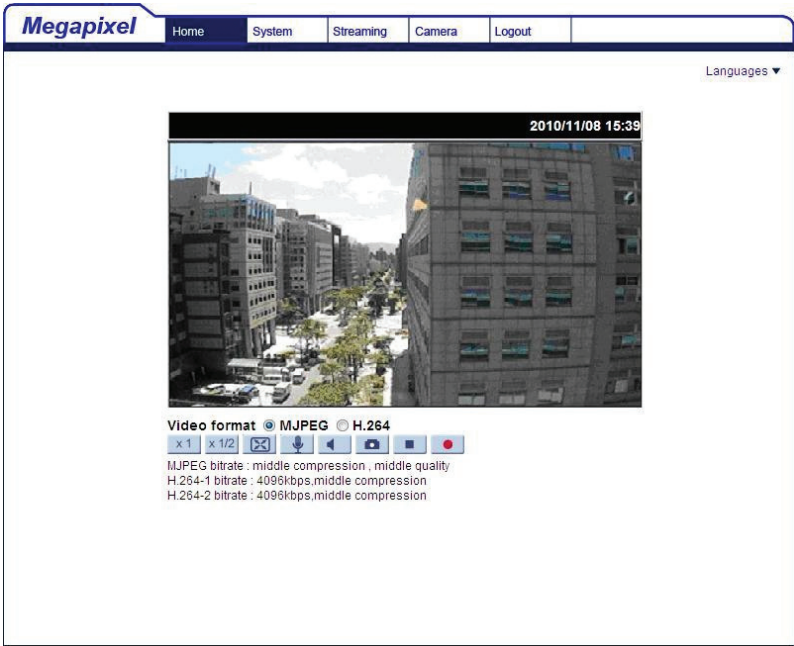 Megapixel
Home System Streaming Camera Logout
Languages ▼
2010/11/08 15:39
Video format MJPEG H.264
x 1 x 1/2
MJPEG bitrate : middle compression , middle quality
H.264-1 bitrate : 4096kbps,middle compression
H.264-2 bitrate : 4096kbps,middle compression